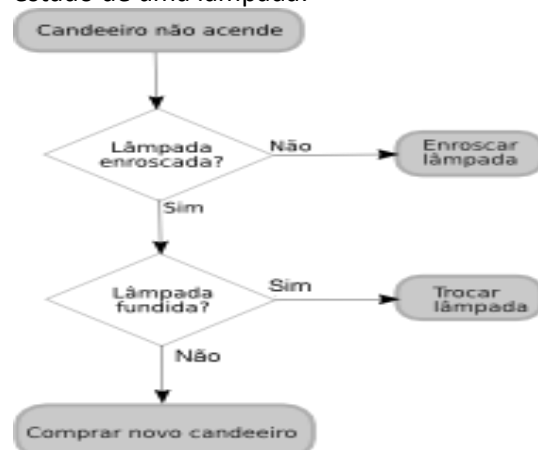 Candeeiro não acende
Lâmpada
enroscada?
Não
Enroscar
lâmpada
Sim
Lâmpada
fundida?
Sim
Trocar
lâmpada
Não
Comprar novo candeeiro